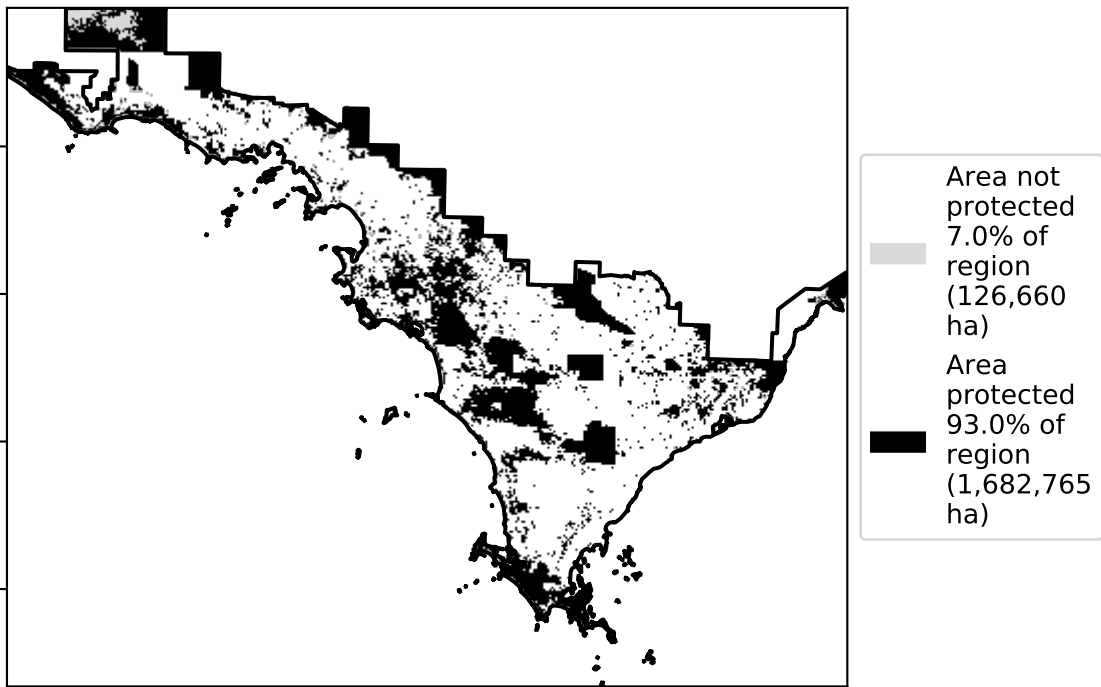 Area not
protected
7.0% of
region
(126,660
ha)
Area
protected
93.0% of
region
(1,682,765
ha)